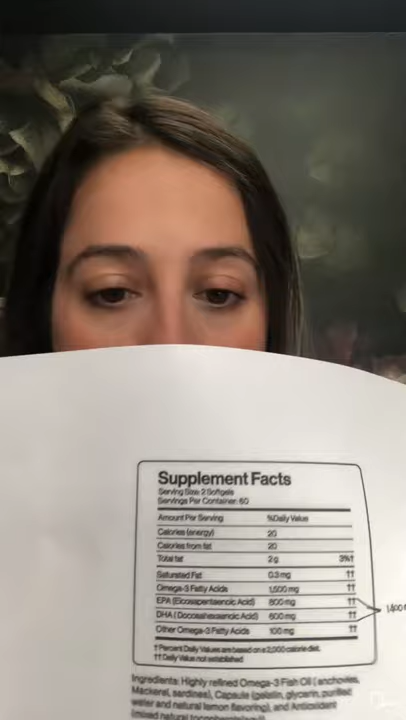 Supplement Facts
Serving Size: 2 Softgels
Servings Per Container: 60
Amount Per Serving %Daily Value
Calories (energy) 20
Calories from fat 20
Total fat 2 g 3%†
Saturated Fat 0.3 mg ††
Omega-3 Fatty Acids 1,500 mg ††
EPA (Eicosapentaenoic Acid) 800 mg ††
DHA (Docosahexaenoic Acid) 600 mg ††
Other Omega-3 Fatty Acids 100 mg ††
† Percent Daily Values are based on a 2,000 calorie diet.
†† Daily Value not established
Ingredients: Highly refined Omega-3 Fish Oil (anchovies,
Mackerel, sardines), Capsule (gelatin, glycerin, purified
water and natural lemon flavoring), and Antioxidant